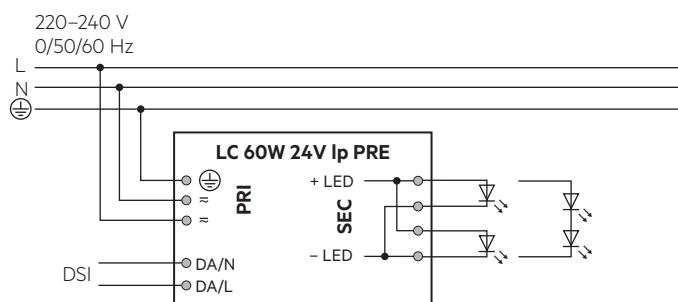 220–240 V
0/50/60 Hz
L
N
LC 60W 24V lp PRE
PRI
SEC
+ LED
≂
≂
– LED
DSI
DA/N
DA/L